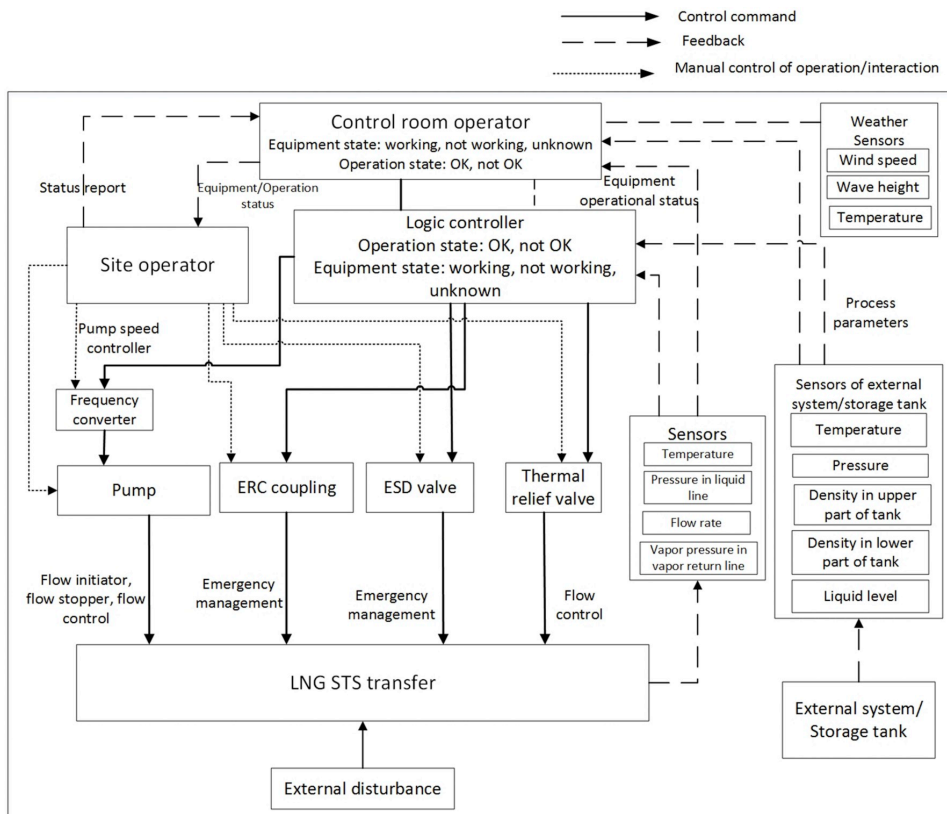 Control command
Feedback
Manual control of operation/interaction
Control room operator
Equipment state: working, not working, unknown
Operation state: OK, not OK
Weather
Sensors
Wind speed
Wave height
Temperature
Status report
Equipment/Operation
status
Equipment
operational status
Logic controller
Operation state: OK, not OK
Equipment state: working, not working,
unknown
Site operator
Process
parameters
Pump speed
controller
Frequency
converter
Sensors of external
system/storage tank
Temperature
Pressure
Density in upper
part of tank
Density in lower
part of tank
Liquid level
Sensors
Temperature
Pressure in liquid
line
Flow rate
Vapor pressure in
vapor return line
Pump
ERC coupling
ESD valve
Thermal
relief valve
Flow initiator,
flow stopper, flow
control
Emergency
management
Emergency
management
Flow
control
LNG STS transfer
External system/
Storage tank
External disturbance